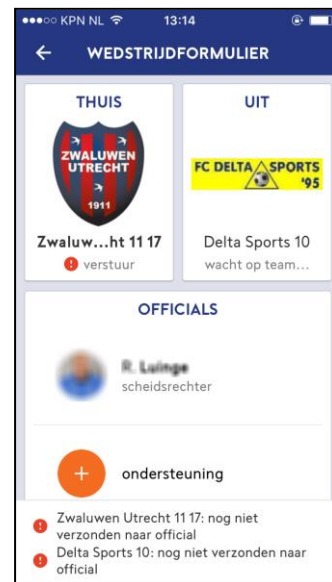 KPN NL 13:14
WEDSTRIJDFORMULIER
THUIS
ZWALUWEN
UTRECHT
1911
Zwaluw...ht 11 17
verstuur
UIT
FC DELTA SPORTS
'95
Delta Sports 10
wacht op team...
OFFICIALS
scheidsrechter
ondersteuning
Zwaluwen Utrecht 11 17: nog niet
verzonden naar official
Delta Sports 10: nog niet verzonden naar
official